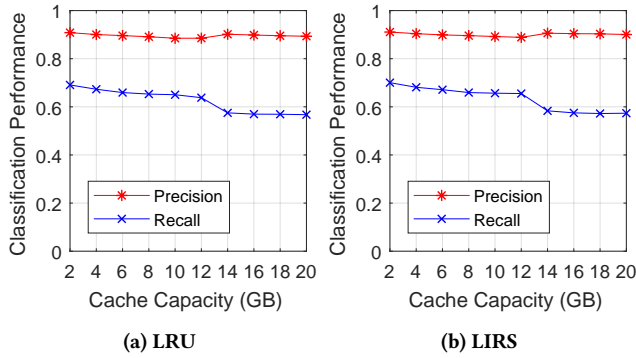 1
0.8
0.6
0.4
0.2
0
Classification Performance
Precision
Recall
2 4 6 8 10 12 14 16 18 20
Cache Capacity (GB)
(a) LRU
1
0.8
0.6
0.4
0.2
0
Classification Performance
Precision
Recall
2 4 6 8 10 12 14 16 18 20
Cache Capacity (GB)
(b) LIRS